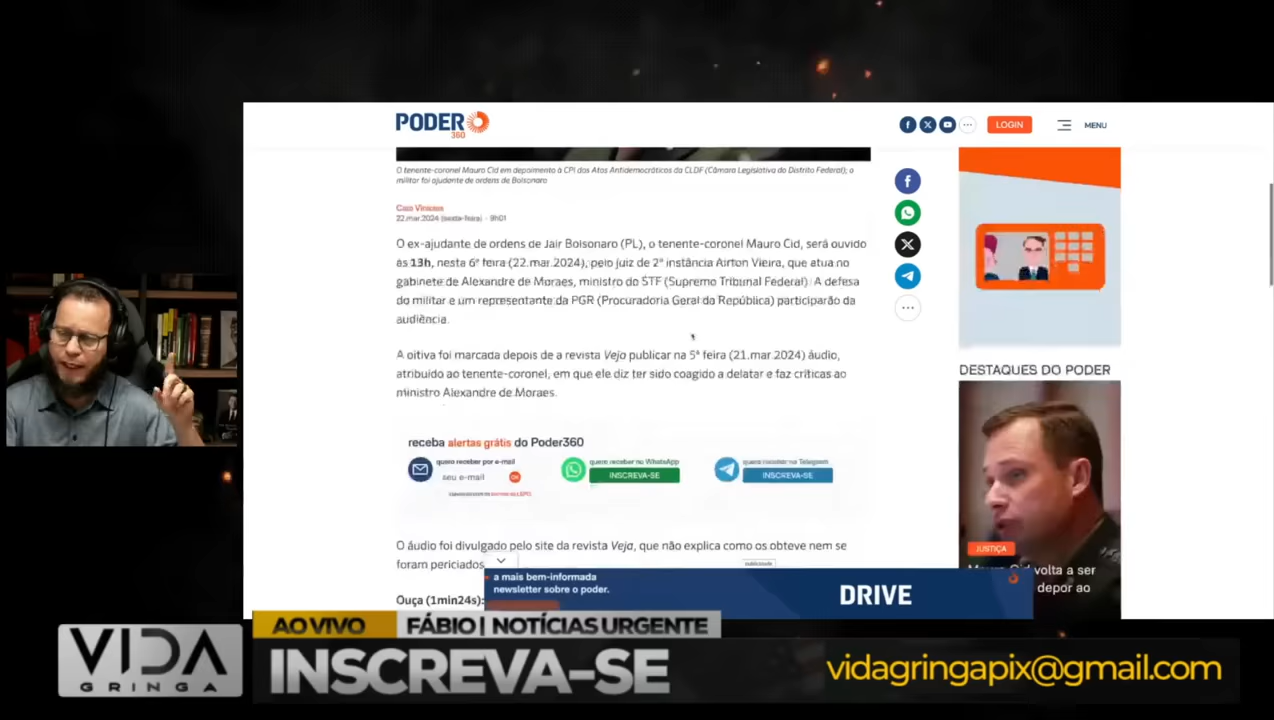 PODER
360
LOGIN
MENU
O tenente-coronel Mauro Cid em depoimento à CPI dos Atos Antidemocráticos da CLDF (Câmara Legislativa do Distrito Federal); o
militar foi ajudante de ordens de Bolsonaro
Caio Vinícius
22.mar.2024 (sexta-feira) - 9h01
O ex-ajudante de ordens de Jair Bolsonaro (PL), o tenente-coronel Mauro Cid, será ouvido
às 13h, nesta 6ª feira (22.mar.2024), pelo juiz de 2ª instância Airton Vieira, que atua no
gabinete de Alexandre de Moraes, ministro do STF (Supremo Tribunal Federal). A defesa
do militar e um representante da PGR (Procuradoria Geral da República) participarão da
audiência.
A oitiva foi marcada depois de a revista Veja publicar na 5ª feira (21.mar.2024) áudio,
atribuído ao tenente-coronel, em que ele diz ter sido coagido a delatar e faz críticas ao
ministro Alexandre de Moraes.
DESTAQUES DO PODER
receba alertas grátis do Poder360
quero receber por e-mail
seu e-mail
OK
quero receber no WhatsApp
INSCREVA-SE
quero receber no Telegram
INSCREVA-SE
O áudio foi divulgado pelo site da revista Veja, que não explica como os obteve nem se
foram periciados
publicidade
JUSTIÇA
Mauro Cid volta a ser
depor ao
a mais bem-informada
newsletter sobre o poder.
DRIVE
Ouça (1min24s):
AO VIVO
FÁBIO | NOTÍCIAS URGENTE
VIDA
GRINGA
INSCREVA-SE
vidagringapix@gmail.com